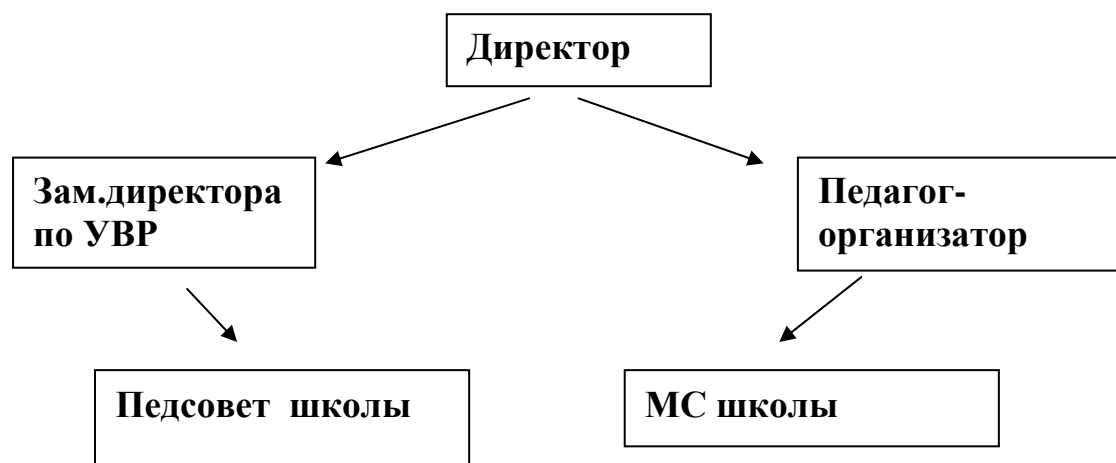 Директор
Зам.директора
по УВР
Педагог-
организатор
Педсовет школы
МС школы